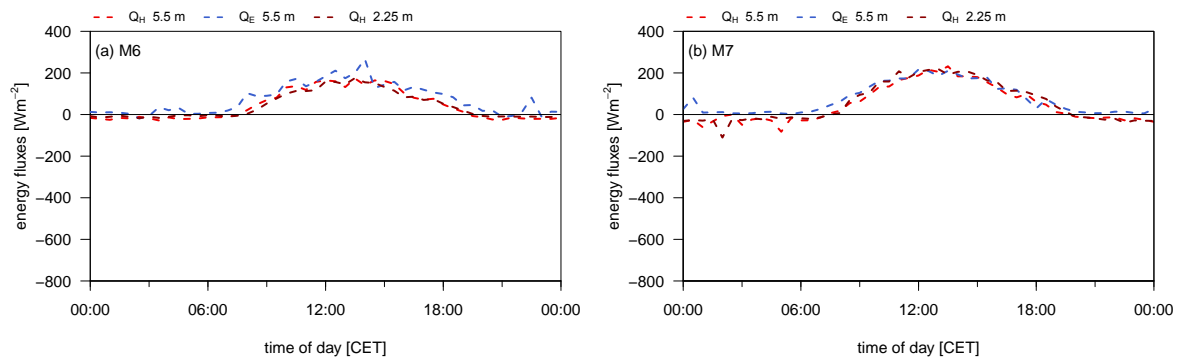 Q_H 5.5 m Q_E 5.5 m Q_H 2.25 m
(a) M6
400
200
0
−200
−400
−600
−800
energy fluxes [Wm⁻²]
00:00 06:00 12:00 18:00 00:00
time of day [CET]
Q_H 5.5 m Q_E 5.5 m Q_H 2.25 m
(b) M7
400
200
0
−200
−400
−600
−800
energy fluxes [Wm⁻²]
00:00 06:00 12:00 18:00 00:00
time of day [CET]